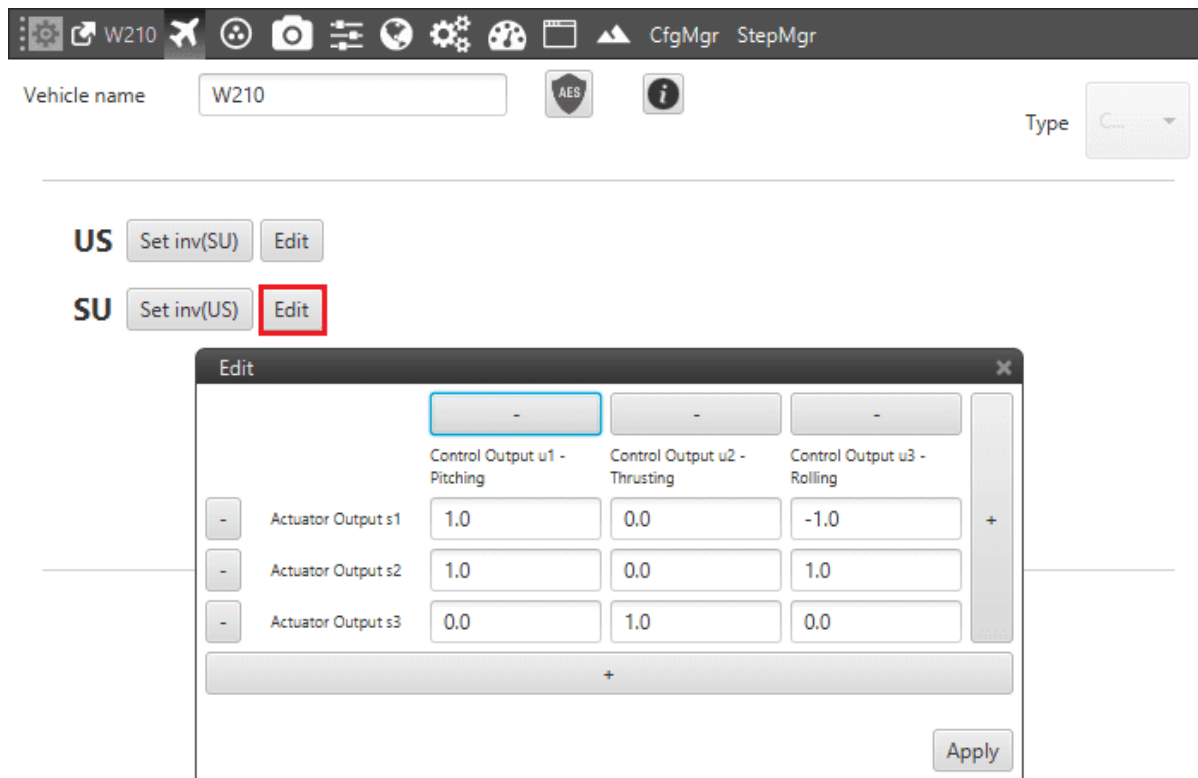 W210 CfgMgr StepMgr
Vehicle name W210 AES i
Type C...
US Set inv(SU) Edit
SU Set inv(US) Edit
Edit
- - -
Control Output u1 - Control Output u2 - Control Output u3 -
Pitching Thrusting Rolling
- Actuator Output s1 1.0 0.0 -1.0 +
- Actuator Output s2 1.0 0.0 1.0
- Actuator Output s3 0.0 1.0 0.0
+
Apply